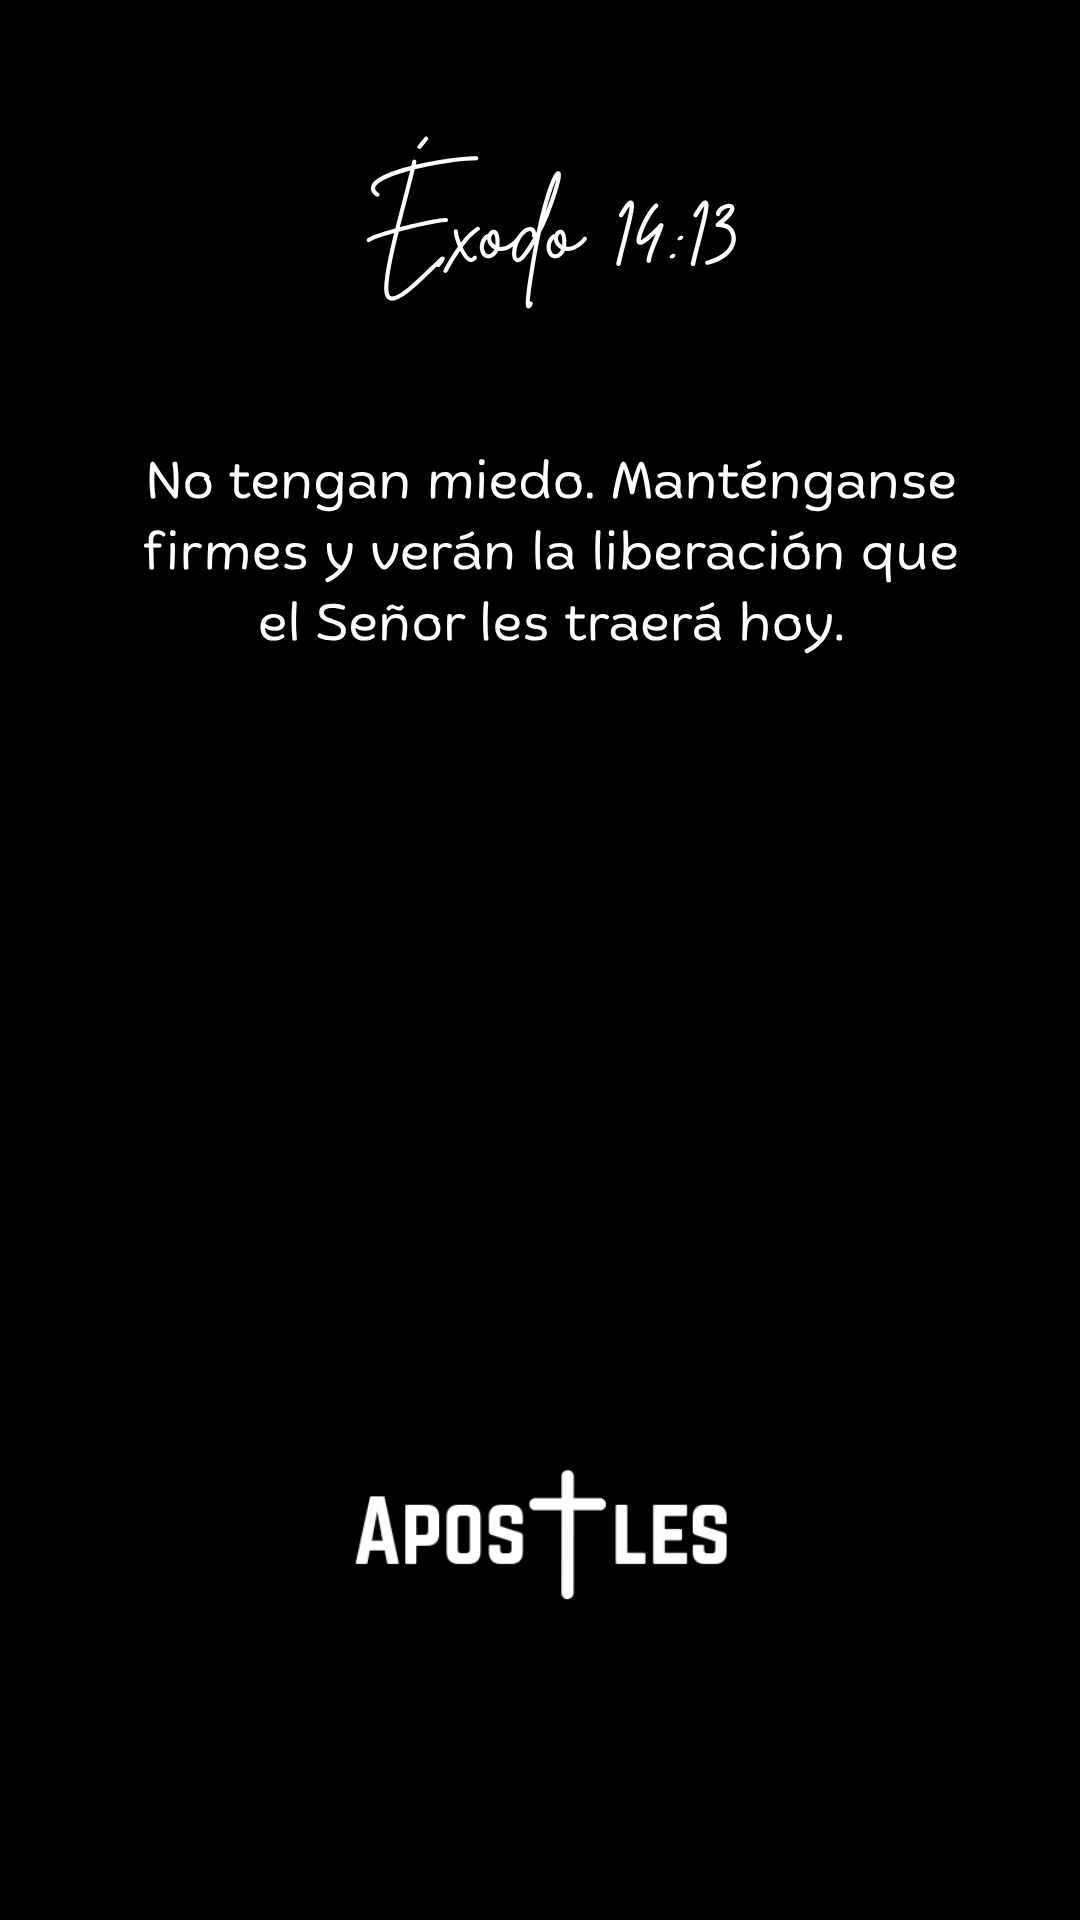 Éxodo 14:13
No tengan miedo. Manténganse
firmes y verán la liberación que
el Señor les traerá hoy.
Apostles